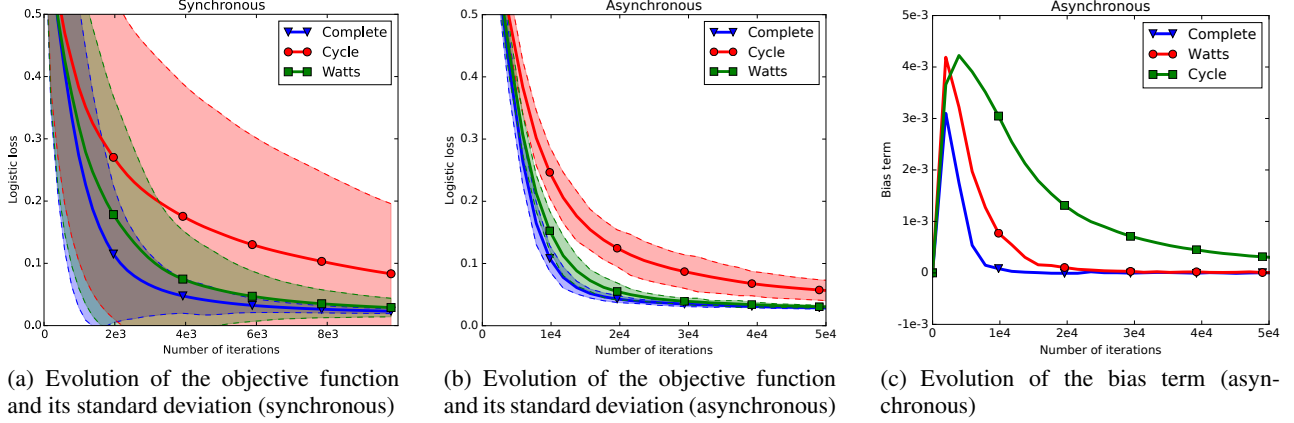 Synchronous
0.5
0.4
0.3
0.2
0.1
0.0
Logistic loss
Complete
Cycle
Watts
0
2e3
4e3
6e3
8e3
Number of iterations
(a) Evolution of the objective function
and its standard deviation (synchronous)
Asynchronous
0.5
0.4
0.3
0.2
0.1
0.0
Logistic loss
Complete
Cycle
Watts
0
1e4
2e4
3e4
4e4
5e4
Number of iterations
(b) Evolution of the objective function
and its standard deviation (asynchronous)
Asynchronous
5e-3
4e-3
3e-3
2e-3
1e-3
0
-1e-3
Bias term
Complete
Watts
Cycle
0
1e4
2e4
3e4
4e4
5e4
Number of iterations
(c) Evolution of the bias term (asyn-
chronous)